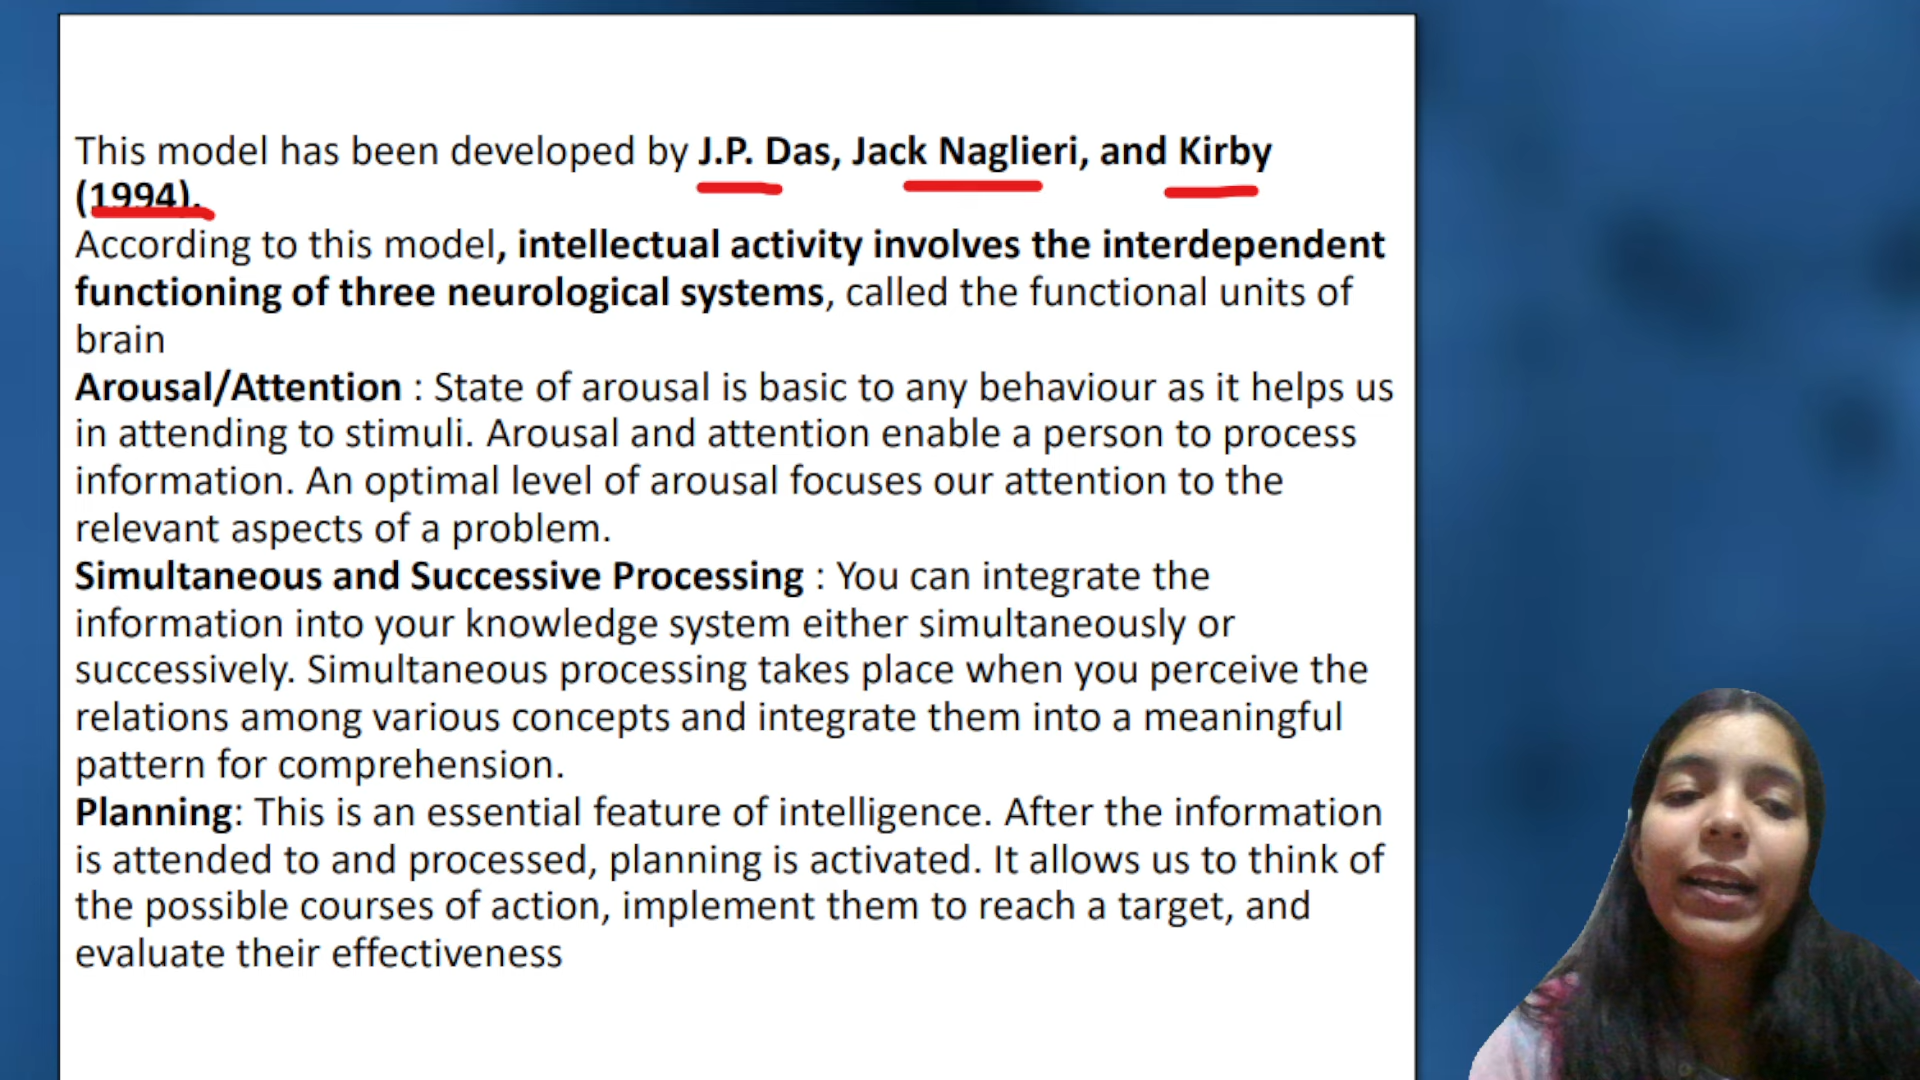 This model has been developed by J.P. Das, Jack Naglieri, and Kirby
(1994).
According to this model, intellectual activity involves the interdependent
functioning of three neurological systems, called the functional units of
brain
Arousal/Attention : State of arousal is basic to any behaviour as it helps us
in attending to stimuli. Arousal and attention enable a person to process
information. An optimal level of arousal focuses our attention to the
relevant aspects of a problem.
Simultaneous and Successive Processing : You can integrate the
information into your knowledge system either simultaneously or
successively. Simultaneous processing takes place when you perceive the
relations among various concepts and integrate them into a meaningful
pattern for comprehension.
Planning: This is an essential feature of intelligence. After the information
is attended to and processed, planning is activated. It allows us to think of
the possible courses of action, implement them to reach a target, and
evaluate their effectiveness